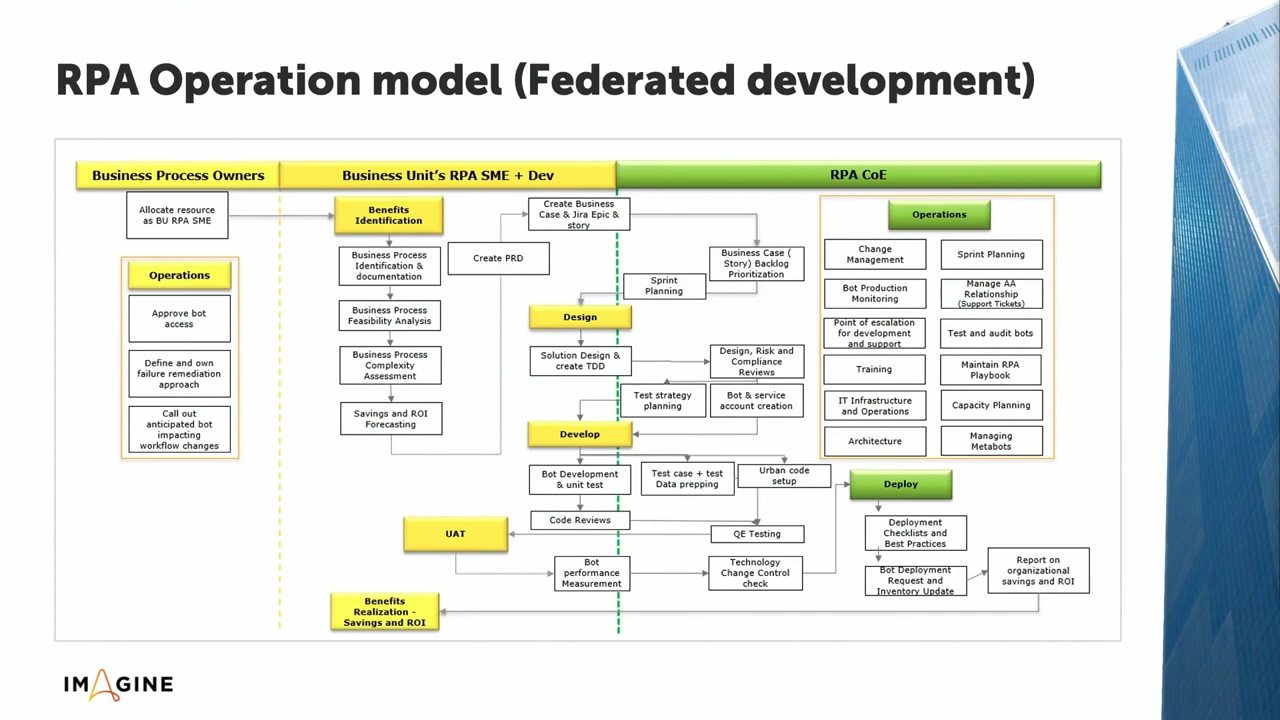 RPA Operation model (Federated development)
Business Process Owners
Business Unit's RPA SME + Dev
RPA CoE
Allocate resource
as BU RPA SME
Operations
Approve bot
access
Define and own
failure remediation
approach
Call out
anticipated bot
impacting
workflow changes
Benefits
Identification
Business Process
Identification &
documentation
Business Process
Feasibility Analysis
Business Process
Complexity
Assessment
Savings and ROI
Forecasting
Create PRD
Create Business
Case & Jira Epic &
story
Business Case (
Story) Backlog
Prioritization
Sprint
Planning
Design
Solution Design &
create TDD
Design, Risk and
Compliance
Reviews
Test strategy
planning
Bot & service
account creation
Develop
Bot Development
& unit test
Test case + test
Data prepping
Urban code
setup
Code Reviews
QE Testing
UAT
Bot
performance
Measurement
Technology
Change Control
check
Benefits
Realization -
Savings and ROI
Operations
Change
Management
Sprint Planning
Bot Production
Monitoring
Manage AA
Relationship
(Support Tickets)
Point of escalation
for development
and support
Test and audit bots
Training
Maintain RPA
Playbook
IT Infrastructure
and Operations
Capacity Planning
Architecture
Managing
Metabots
Deploy
Deployment
Checklists and
Best Practices
Bot Deployment
Request and
Inventory Update
Report on
organizational
savings and ROI
IMAGINE